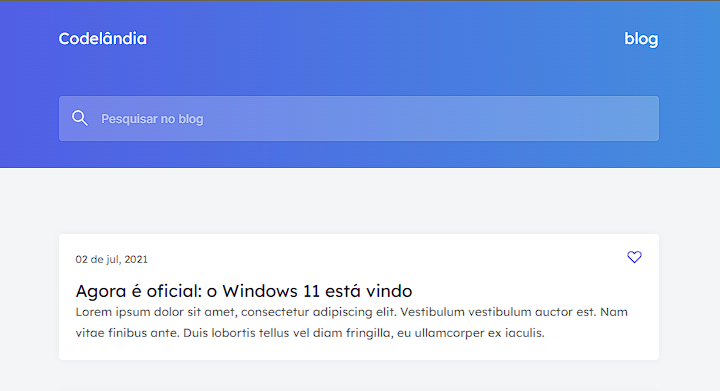 Codelândia
blog
Pesquisar no blog
02 de jul, 2021
Agora é oficial: o Windows 11 está vindo
Lorem ipsum dolor sit amet, consectetur adipiscing elit. Vestibulum vestibulum auctor est. Nam
vitae finibus ante. Duis lobortis tellus vel diam fringilla, eu ullamcorper ex iaculis.